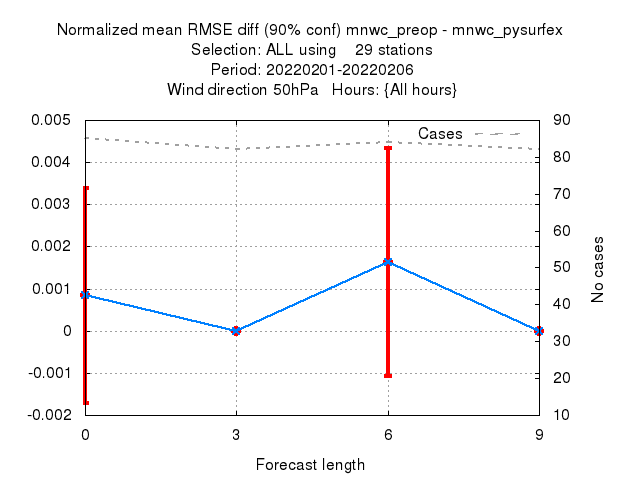 Normalized mean RMSE diff (90% conf) mnwc_preop - mnwc_pysurfex
Selection: ALL using    29 stations
Period: 20220201-20220206
Wind direction 50hPa   Hours: {All hours}
0.005
0.004
0.003
0.002
0.001
0
-0.001
-0.002
Cases
90
80
70
60
50
40
30
20
10
No cases
0 3 6 9
Forecast length